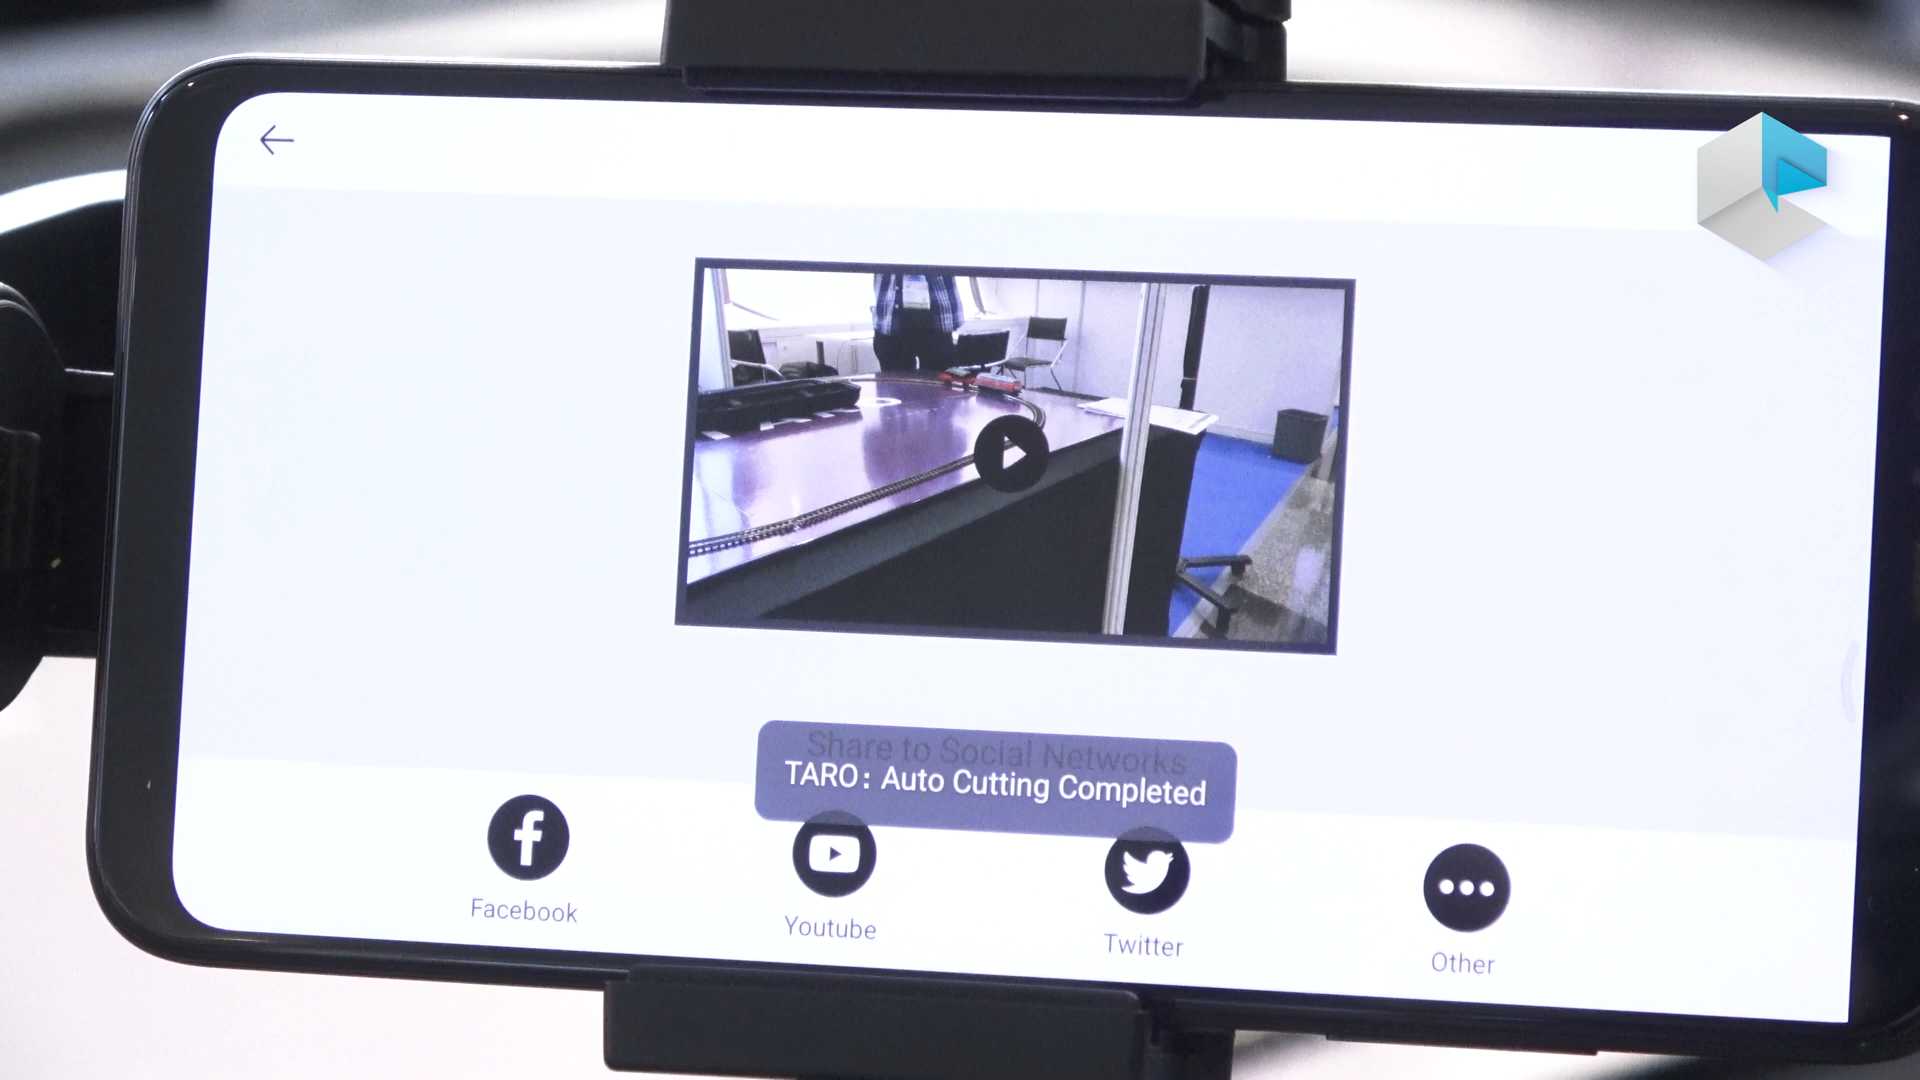 Share to Social Networks
TARO: Auto Cutting Completed
Facebook
Youtube
Twitter
Other